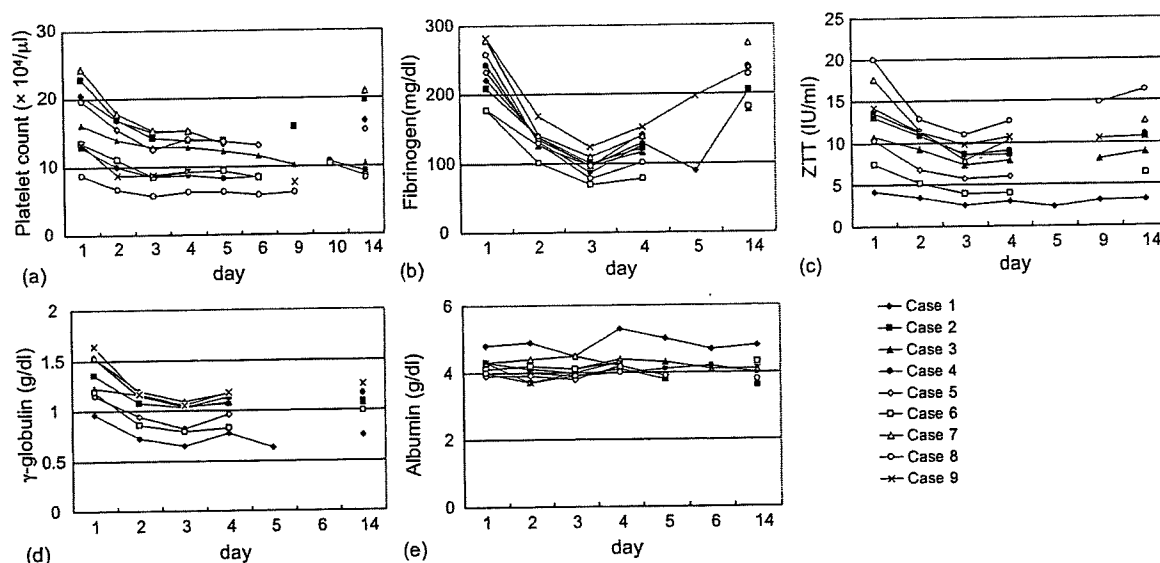 Platelet count (× 10⁴/μl)
30
20
10
0
1 2 3 4 5 6 9 10 14
day
(a)
Fibrinogen(mg/dl)
300
200
100
0
1 2 3 4 5 14
day
(b)
ZTT (IU/ml)
25
20
15
10
5
0
1 2 3 4 5 9 14
day
(c)
γ-globulin (g/dl)
2
1.5
1
0.5
0
1 2 3 4 5 6 14
day
(d)
Albumin (g/dl)
6
4
2
0
1 2 3 4 5 6 14
day
(e)
Case 1
Case 2
Case 3
Case 4
Case 5
Case 6
Case 7
Case 8
Case 9